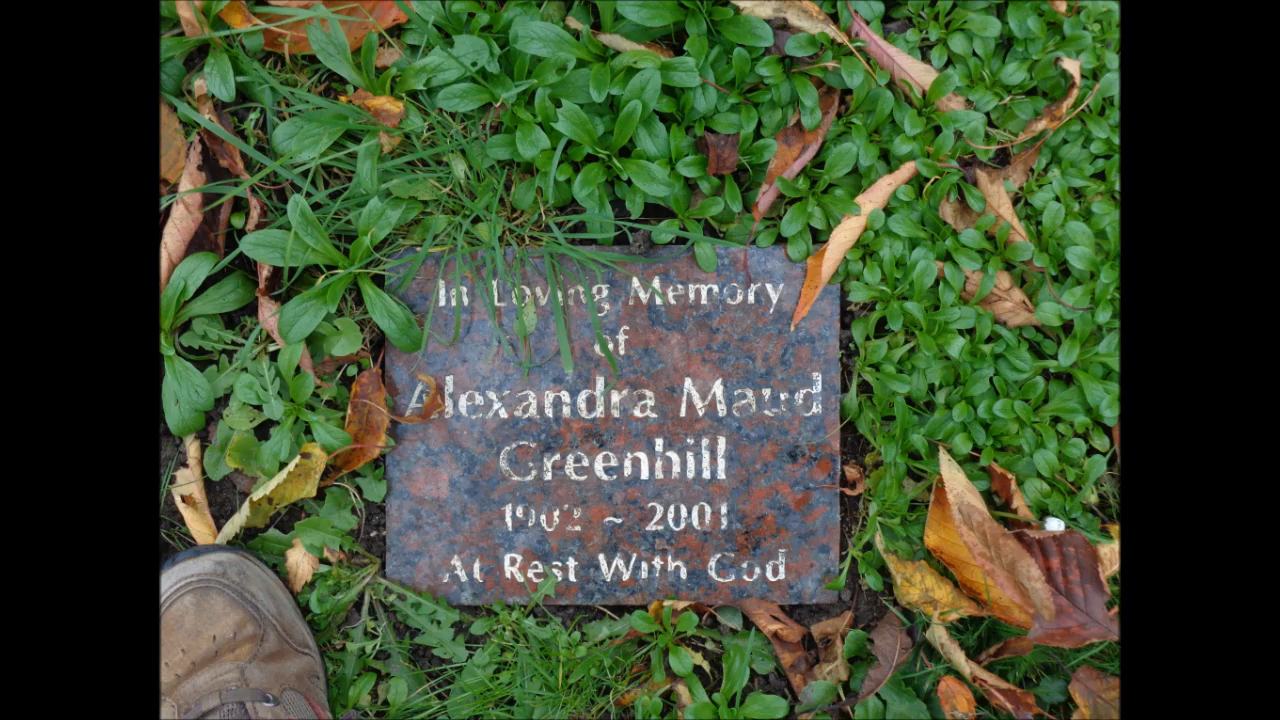 In Loving Memory
of
Alexandra Maud
Greenhill
1902 ~ 2001
At Rest With God